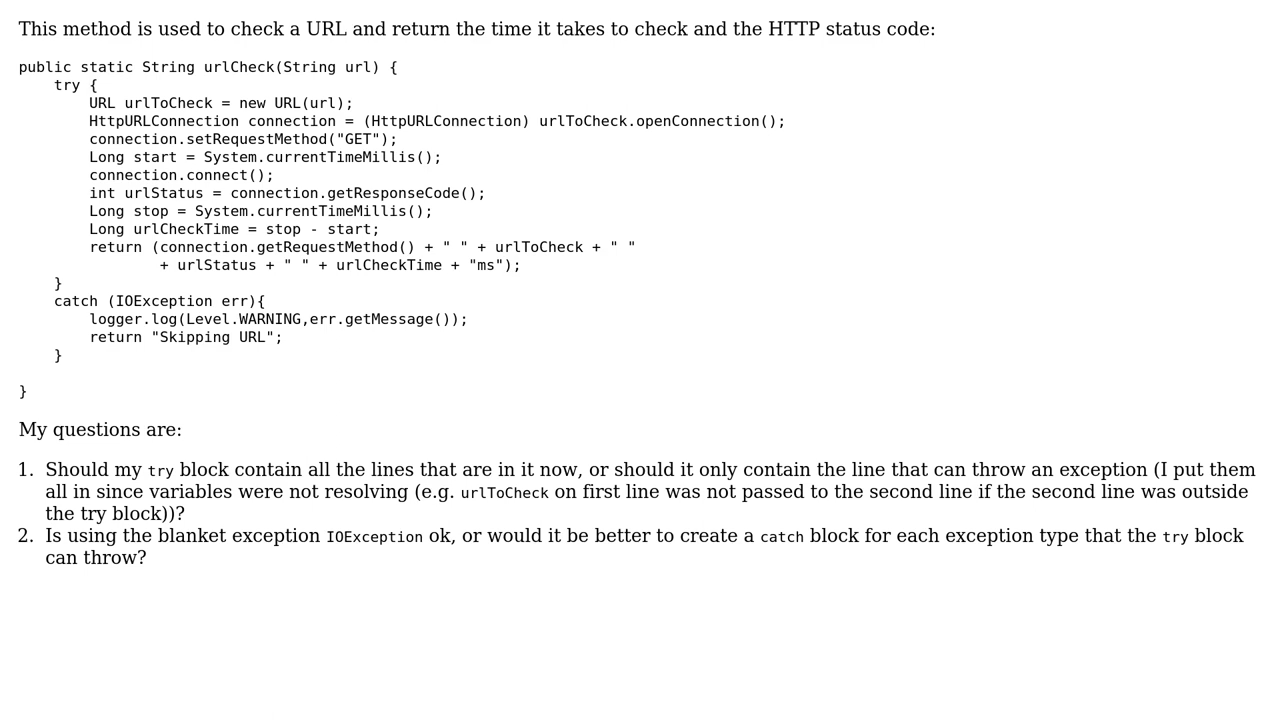 This method is used to check a URL and return the time it takes to check and the HTTP status code:
public static String urlCheck(String url) {
    try {
        URL urlToCheck = new URL(url);
        HttpURLConnection connection = (HttpURLConnection) urlToCheck.openConnection();
        connection.setRequestMethod("GET");
        Long start = System.currentTimeMillis();
        connection.connect();
        int urlStatus = connection.getResponseCode();
        Long stop = System.currentTimeMillis();
        Long urlCheckTime = stop - start;
        return (connection.getRequestMethod() + " " + urlToCheck + " "
                + urlStatus + " " + urlCheckTime + "ms");
    }
    catch (IOException err){
        logger.log(Level.WARNING,err.getMessage());
        return "Skipping URL";
    }
}
My questions are:
1. Should my try block contain all the lines that are in it now, or should it only contain the line that can throw an exception (I put them
all in since variables were not resolving (e.g. urlToCheck on first line was not passed to the second line if the second line was outside
the try block))?
2. Is using the blanket exception IOException ok, or would it be better to create a catch block for each exception type that the try block
can throw?